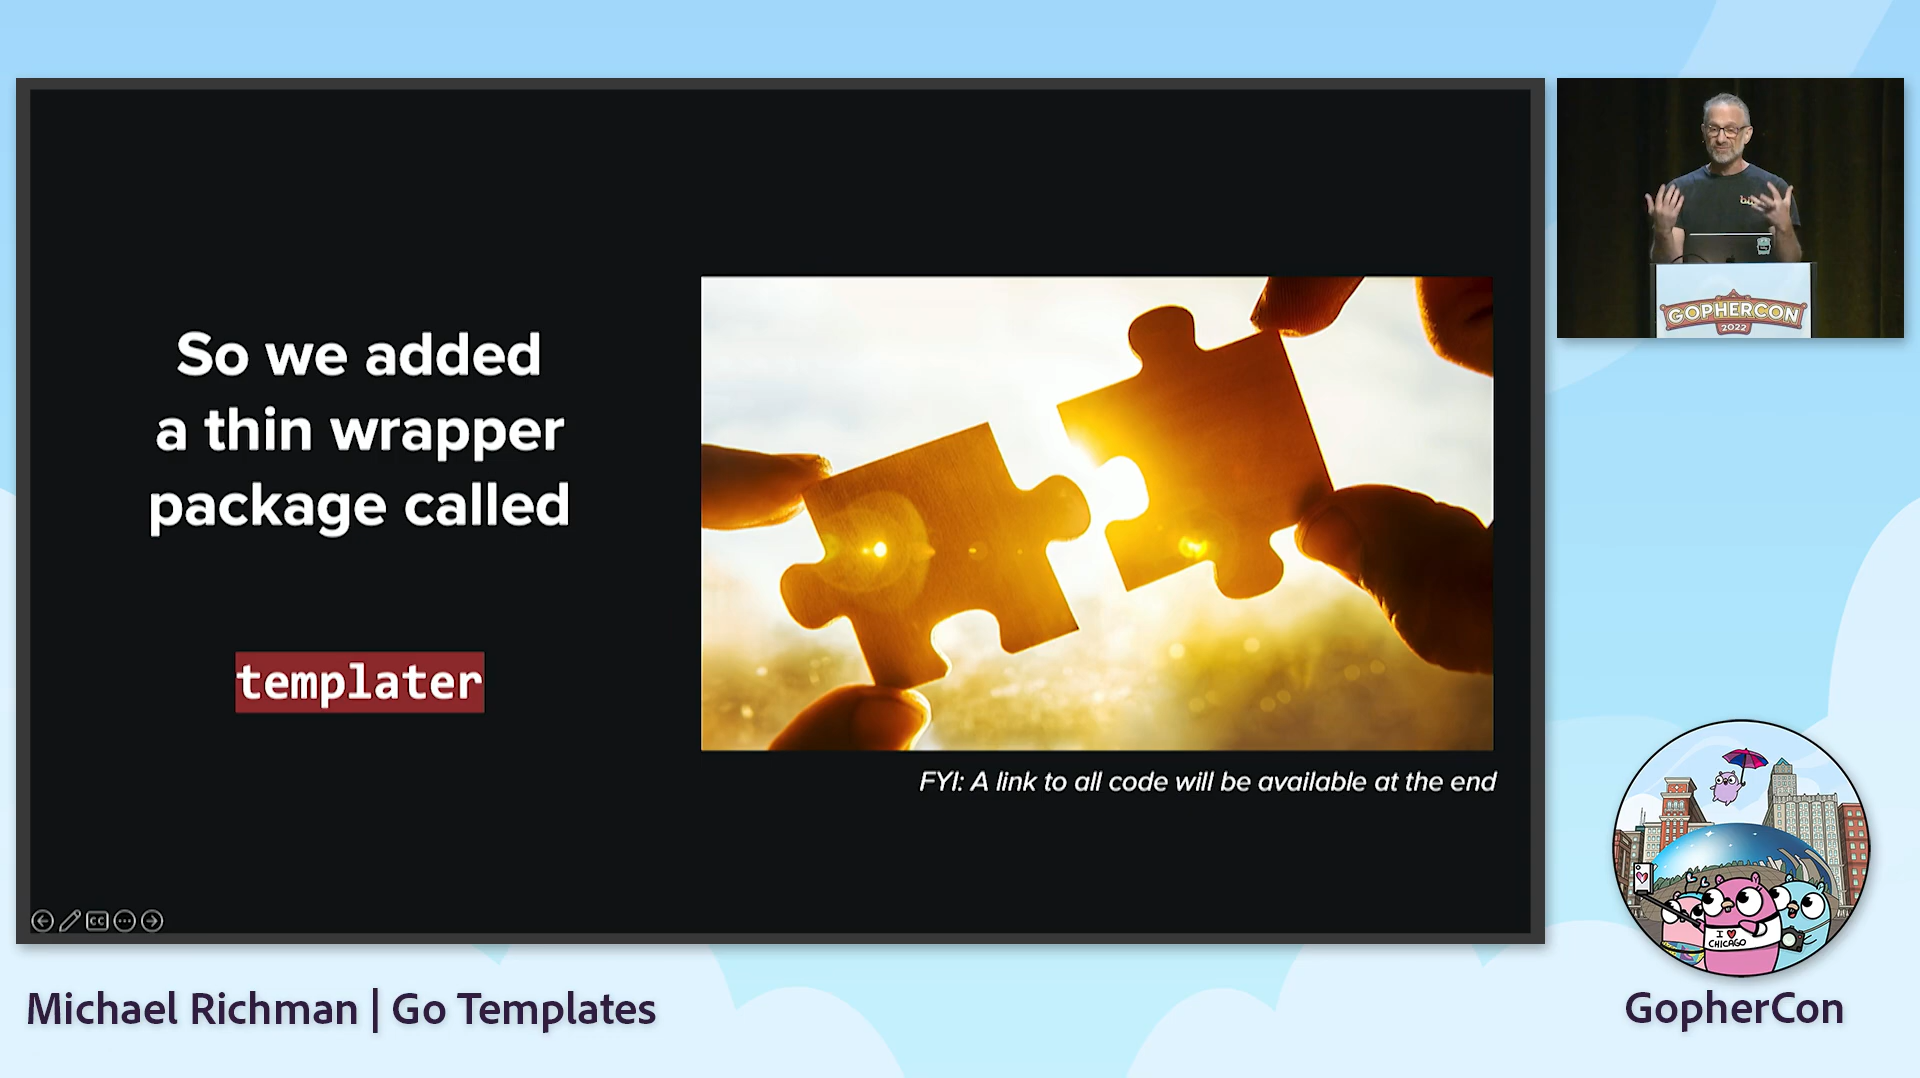 So we added
a thin wrapper
package called
templater
FYI: A link to all code will be available at the end
CC
GOPHERCON
2022
I ♥
CHICAGO
Michael Richman | Go Templates
GopherCon